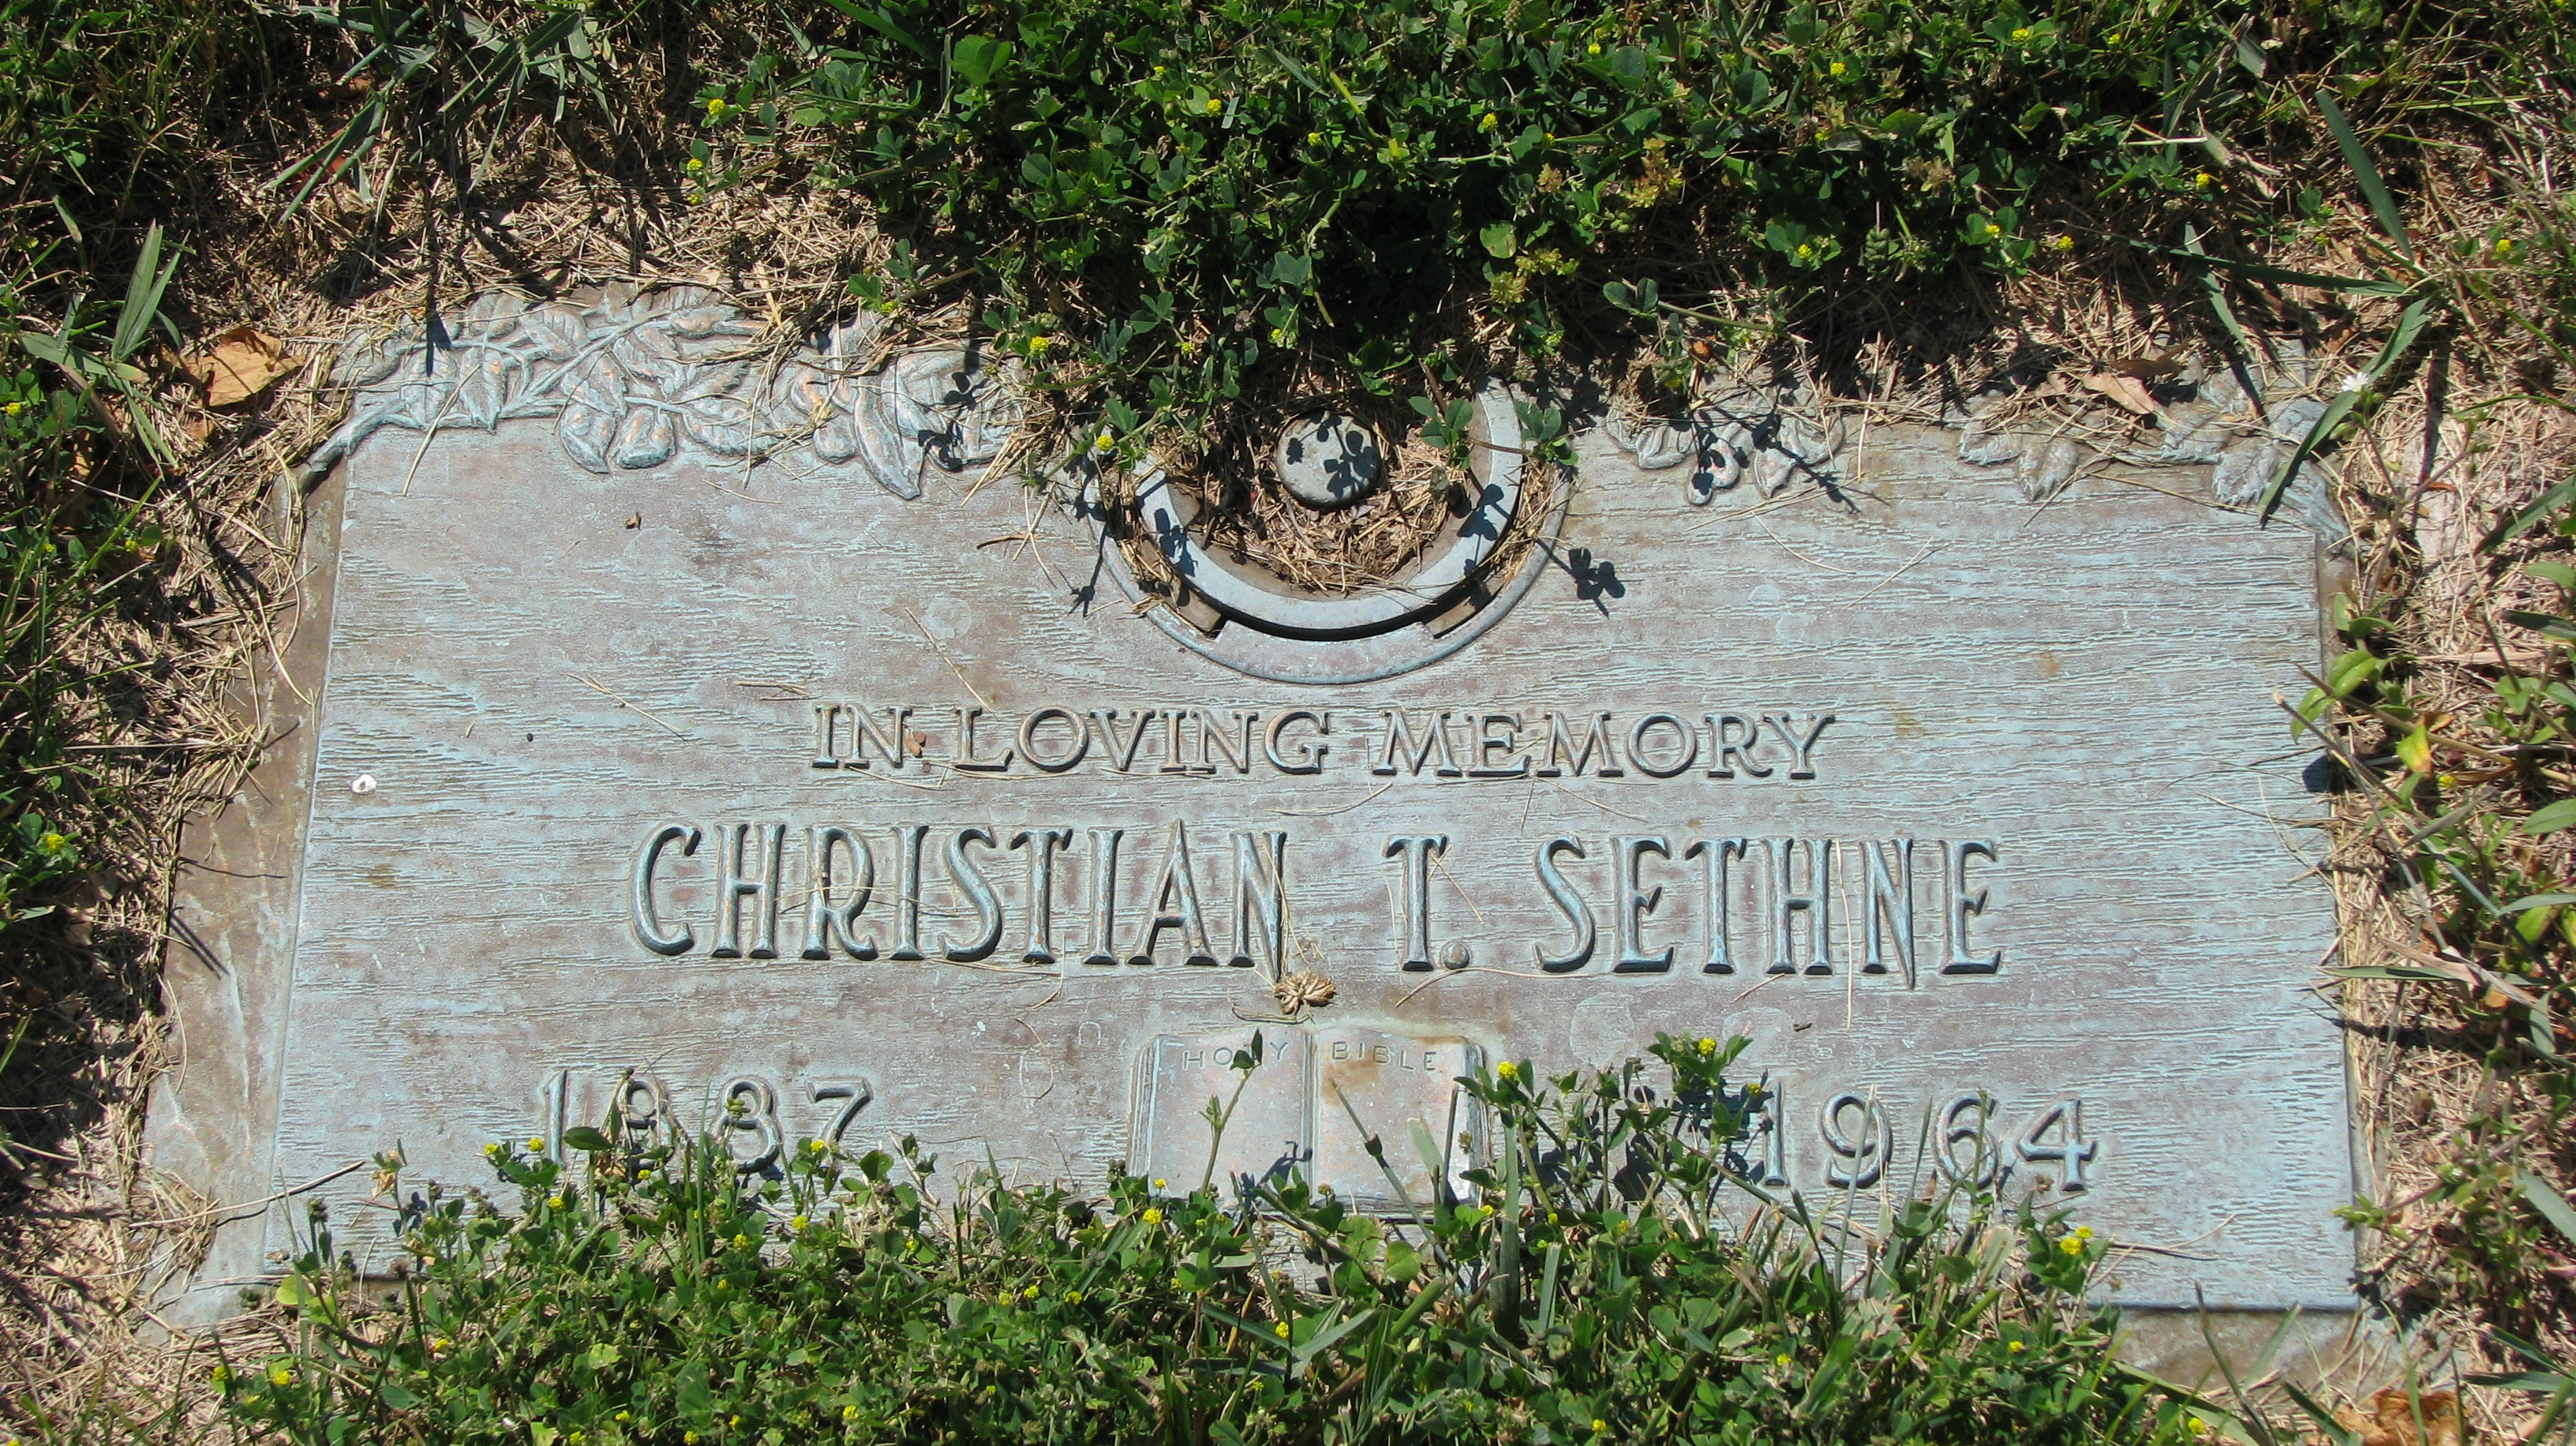 IN LOVING MEMORY
CHRISTIAN T. SETHNE
HOLY BIBLE
1887 1964